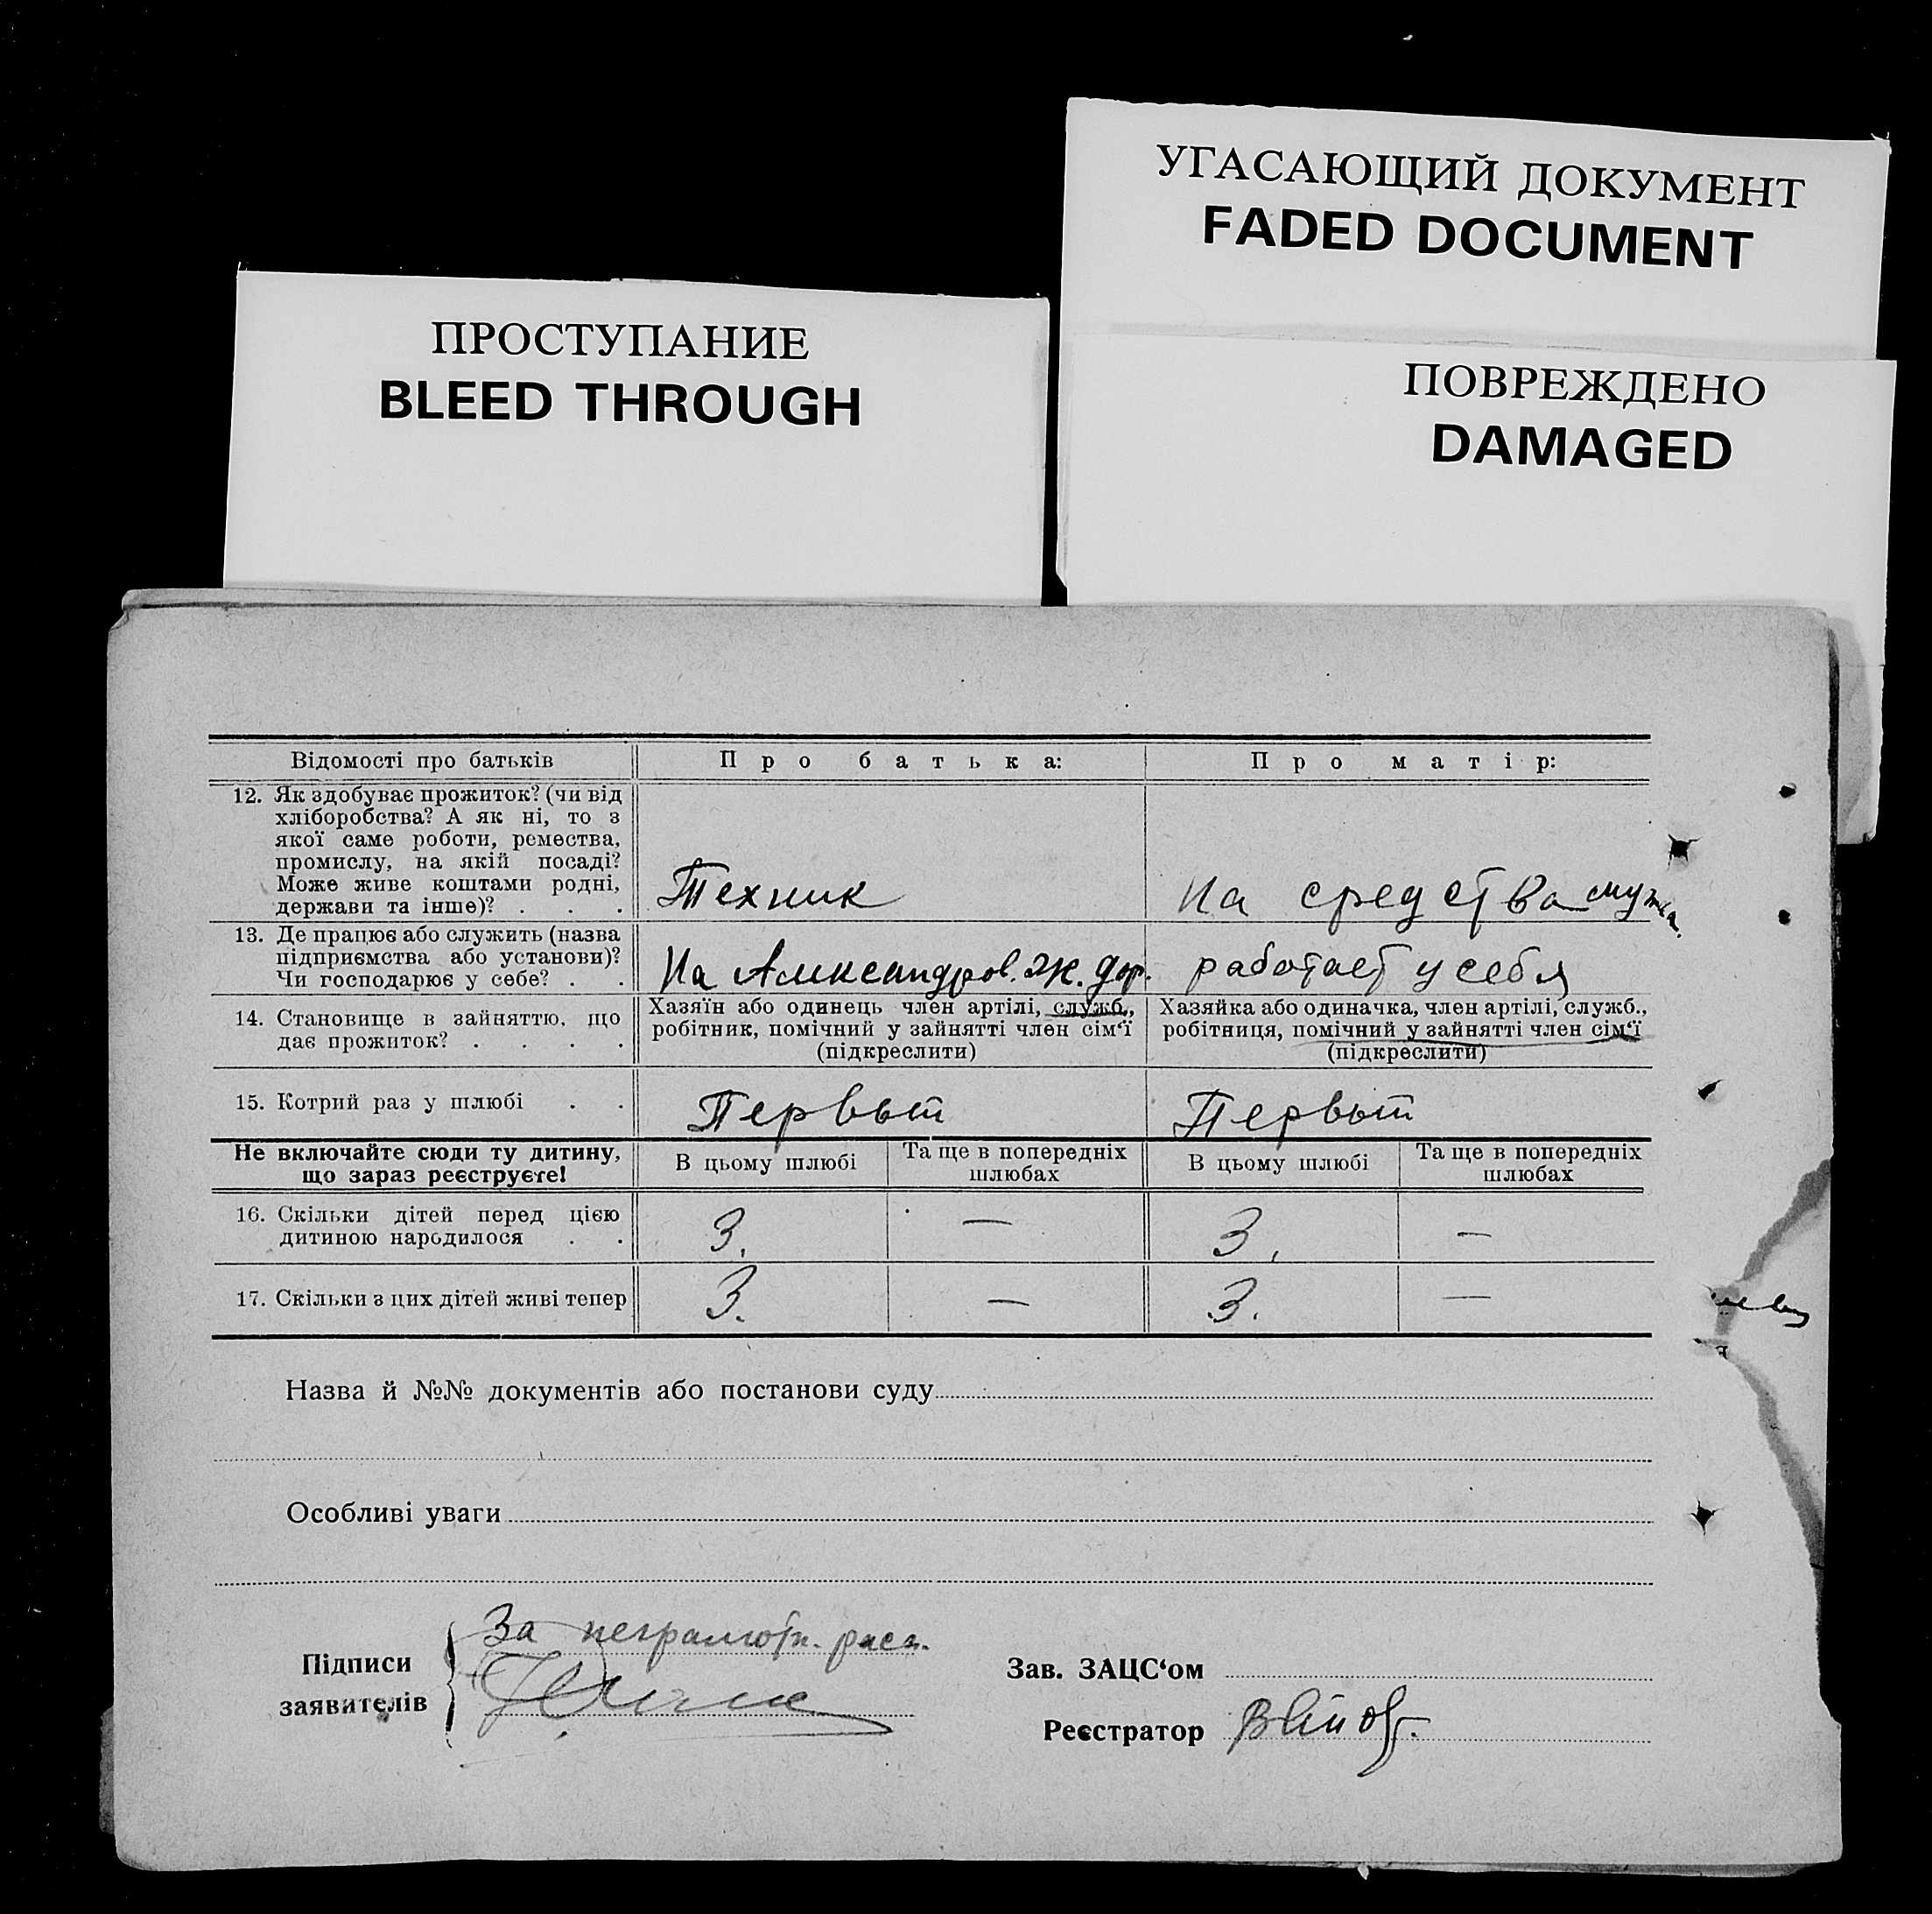 УГАСАЮЩИЙ ДОКУМЕНТ
FADED DOCUMENT
ПРОСТУПАНИЕ
BLEED THROUGH
ПОВРЕЖДЕНО
DAMAGED
Відомості про батьків
Про батька:
Про матір:
12. Як здобуває прожиток? (чи від
хліборобства? А як ні, то з
якої саме роботи, ремества,
промислу, на якій посаді?
Може живе коштами родні,
держави та інше)? . . .
Техник
На средства мужа.
13. Де працює або служить (назва
підприємства або установи)?
Чи господарює у себе? . .
На Александров. ж. дор.
работает у себя
14. Становище в зайняттю, що
дає прожиток? . . . .
Хазяїн або одинець член артілі, служб.,
робітник, помічний у зайнятті член сім‘ї
(підкреслити)
Хазяйка або одиначка, член артілі, служб.,
робітниця, помічний у зайнятті член сім‘ї
(підкреслити)
15. Котрий раз у шлюбі . .
Первый
Первый
Не включайте сюди ту дитину,
що зараз реєструєте!
В цьому шлюбі
Та ще в попередніх
шлюбах
В цьому шлюбі
Та ще в попередніх
шлюбах
16. Скільки дітей перед цією
дитиною народилося . .
3.
—
3.
—
17. Скільки з цих дітей живі тепер
3.
—
3.
—
Назва й №№ документів або постанови суду
Особливі уваги
Підписи
заявителів
За неграмотн. расп.
Зав. ЗАЦС‘ом
Реєстратор